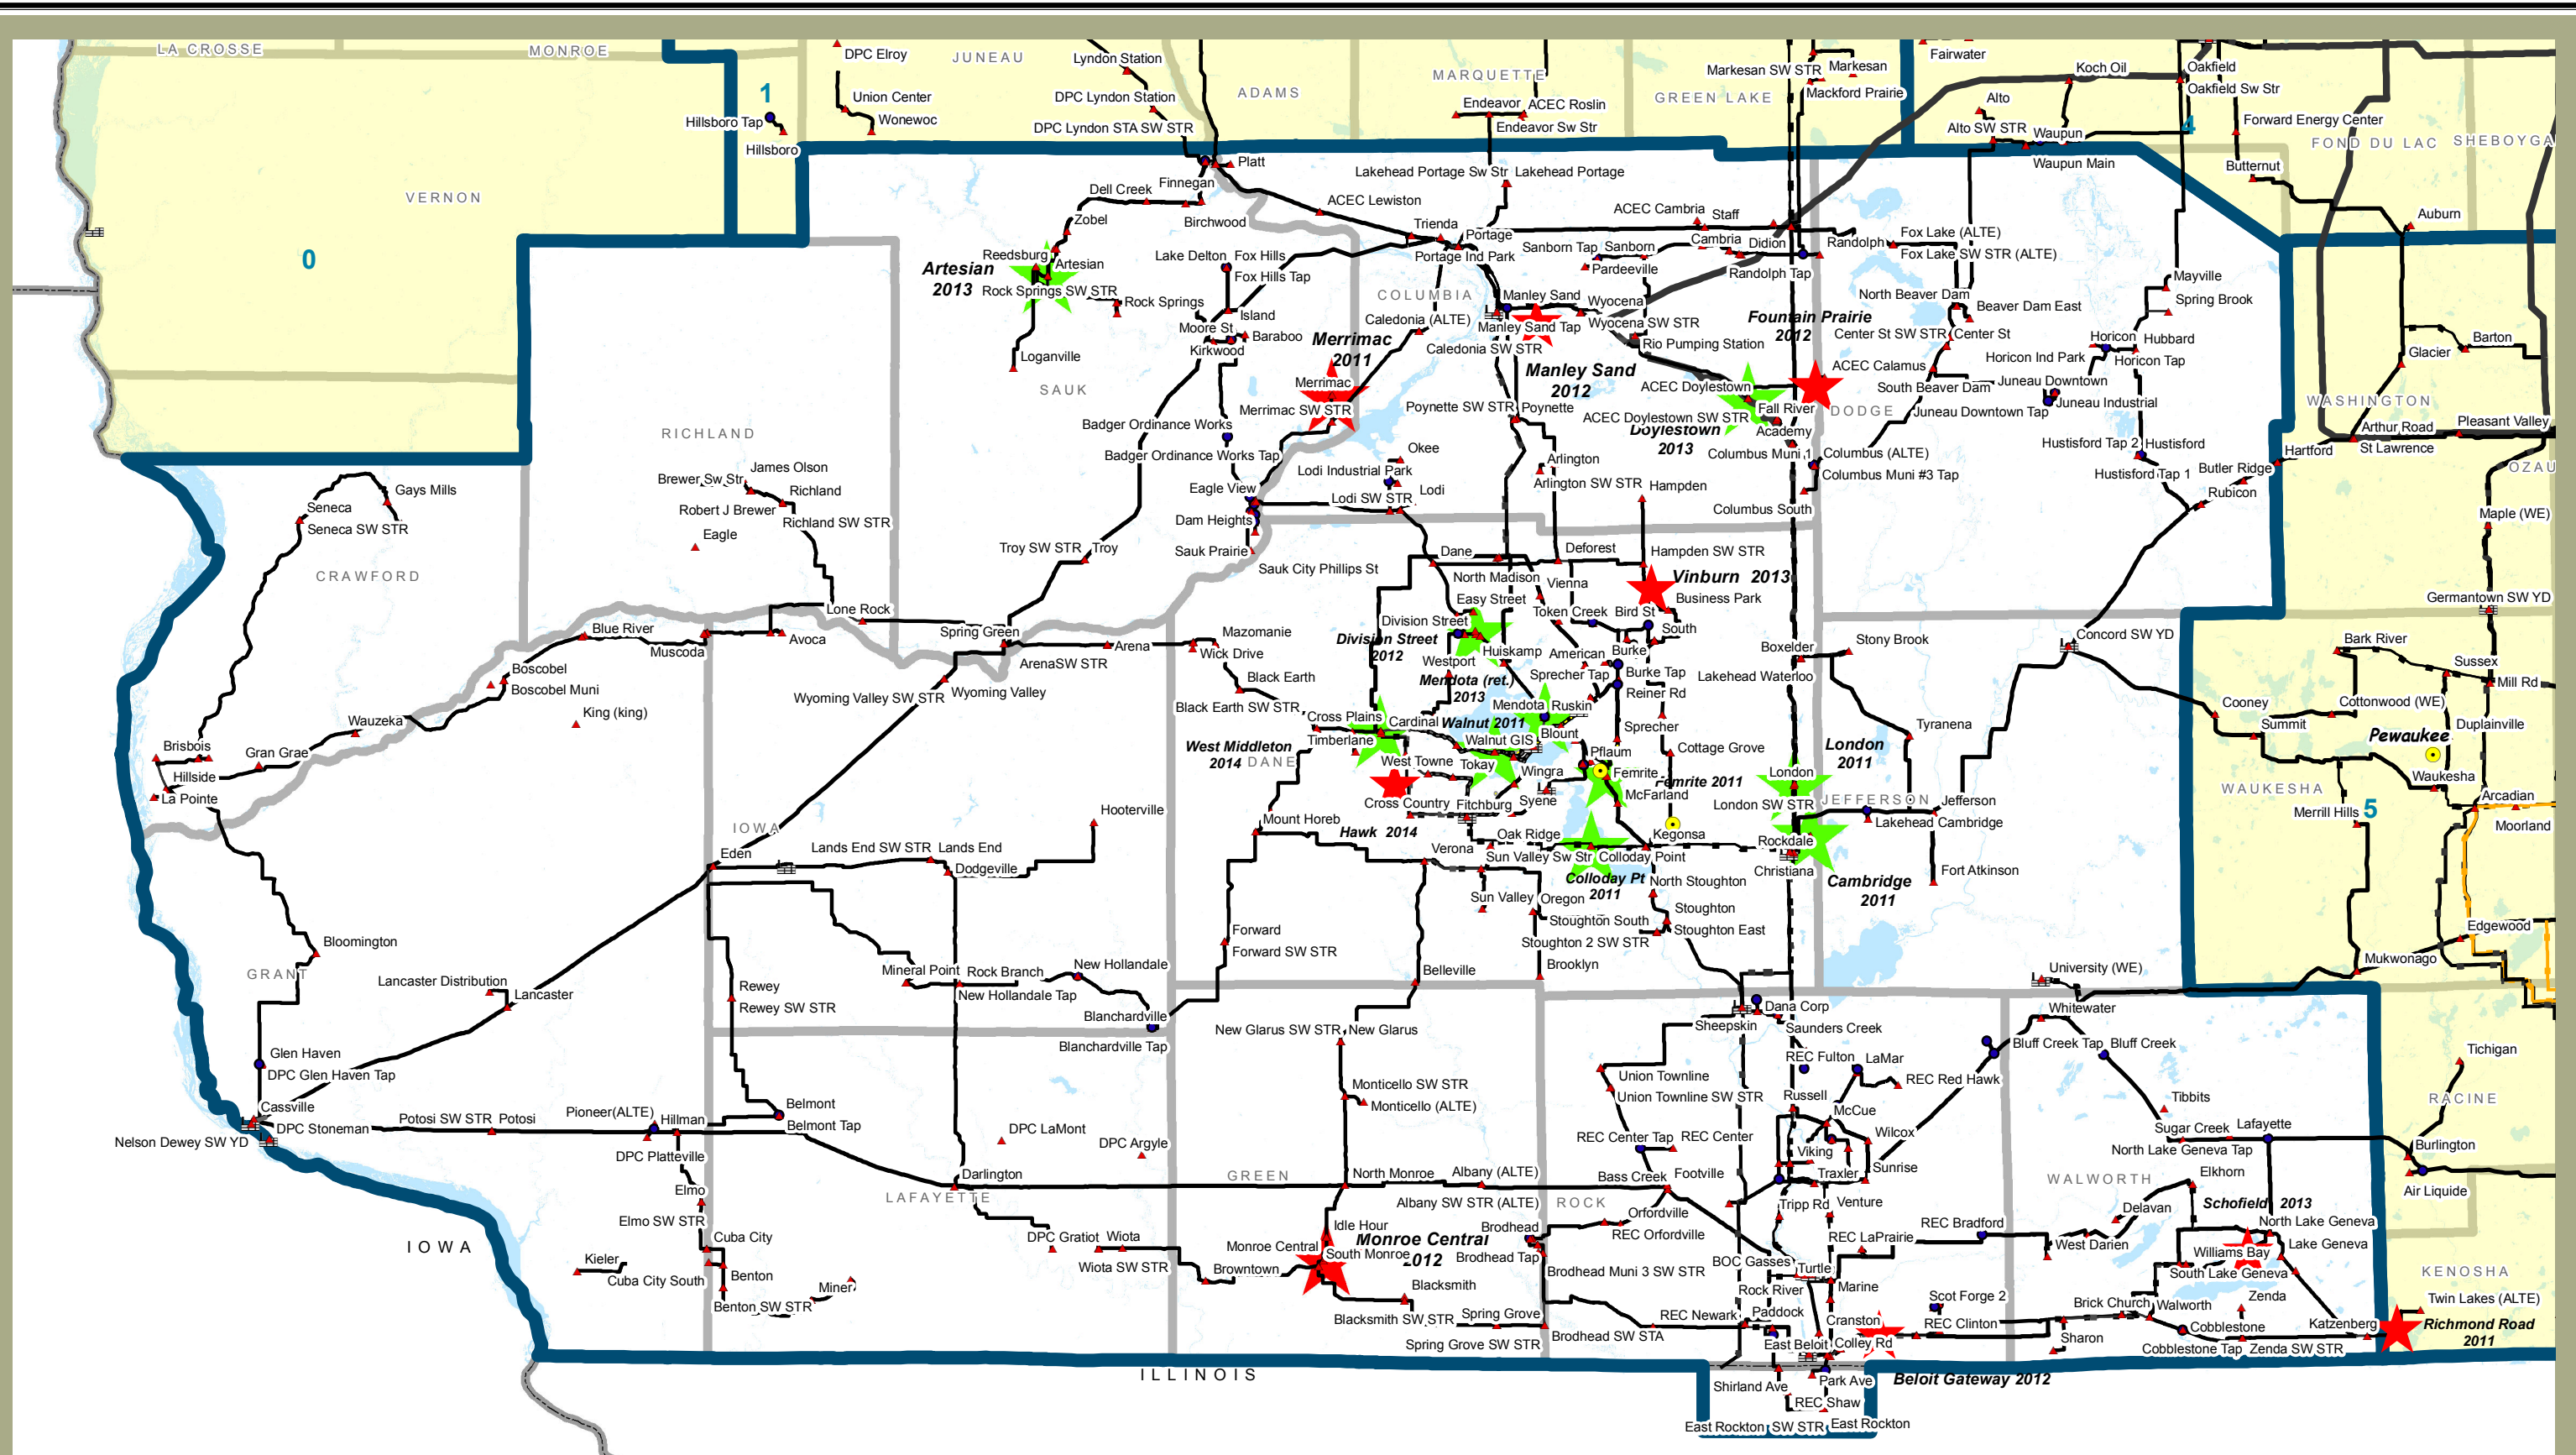 LA CROSSE
MONROE
VERNON
0
1
Hillsboro Tap
Hillsboro
DPC Elroy
JUNEAU
Union Center
Wonewoc
Lyndon Station
DPC Lyndon Station
DPC Lyndon STA SW STR
ADAMS
MARQUETTE
Endeavor
ACEC Roslin
Endeavor Sw Str
GREEN LAKE
Markesan SW STR
Markesan
Mackford Prairie
Fairwater
Koch Oil
Oakfield
Oakfield Sw Str
Alto
Alto SW STR
Waupun
Waupun Main
4
Forward Energy Center
FOND DU LAC
SHEBOYGA
Butternut
Auburn
Barton
Glacier
WASHINGTON
Arthur Road
Pleasant Valley
St Lawrence
Hartford
OZAU
Maple (WE)
Germantown SW YD
Platt
Finnegan
Dell Creek
Birchwood
Zobel
ACEC Lewiston
Lakehead Portage Sw Str
Lakehead Portage
Trienda
Portage
Portage Ind Park
ACEC Cambria
Staff
Sanborn Tap
Sanborn
Cambria
Didion
Pardeeville
Randolph Tap
Randolph
Fox Lake (ALTE)
Fox Lake SW STR (ALTE)
Reedsburg
Artesian
Artesian
2013
Rock Springs SW STR
Rock Springs
Loganville
Lake Delton
Fox Hills
Fox Hills Tap
Island
Moore St
Baraboo
Kirkwood
SAUK
COLUMBIA
Caledonia (ALTE)
Caledonia SW STR
Merrimac
2011
Merrimac
Merrimac SW STR
Manley Sand
Manley Sand Tap
Manley Sand
2012
Wyocena
Wyocena SW STR
Rio Pumping Station
Fountain Prairie
2012
North Beaver Dam
Beaver Dam East
Center St SW STR
Center St
ACEC Calamus
South Beaver Dam
Mayville
Spring Brook
Horicon
Hubbard
Horicon Ind Park
Horicon Tap
Juneau Downtown
Juneau Industrial
Juneau Downtown Tap
Hustisford Tap 2
Hustisford
Hustisford Tap 1
Butler Ridge
Rubicon
DODGE
ACEC Doylestown
ACEC Doylestown SW STR
Doylestown
2013
Fall River
Academy
Columbus Muni 1
Columbus (ALTE)
Columbus Muni #3 Tap
Columbus South
Poynette SW STR
Poynette
Badger Ordinance Works
Badger Ordinance Works Tap
Okee
Lodi Industrial Park
Lodi
Lodi SW STR
Arlington
Arlington SW STR
Hampden
Hampden SW STR
Eagle View
Dam Heights
Sauk Prairie
Sauk City Phillips St
RICHLAND
James Olson
Brewer Sw Str
Richland
Robert J Brewer
Richland SW STR
Eagle
Troy SW STR
Troy
Gays Mills
Seneca
Seneca SW STR
CRAWFORD
Lone Rock
Avoca
Blue River
Muscoda
Boscobel
Boscobel Muni
King (king)
Wauzeka
Gran Grae
Brisbois
Hillside
La Pointe
Spring Green
ArenaSW STR
Arena
Wyoming Valley SW STR
Wyoming Valley
Mazomanie
Wick Drive
Black Earth
Black Earth SW STR
Dane
Deforest
North Madison
Vienna
Vinburn 2013
Business Park
Easy Street
Token Creek
Bird St
South
Division Street
Division Street
2012
Huiskamp
American
Burke
Burke Tap
Westport
Mendota (ret.)
2013
Sprecher Tap
Reiner Rd
Mendota
Ruskin
Sprecher
Cross Plains
Cardinal
Walnut 2011
Timberlane
Walnut GIS
Blount
Cottage Grove
West Middleton
2014
DANE
West Towne
Tokay
Pflaum
Wingra
Femrite
Femrite 2011
Cross Country
Fitchburg
Syene
McFarland
Hawk 2014
Mount Horeb
Verona
Oak Ridge
Kegonsa
Sun Valley Sw Str
Colloday Point
Colloday Pt
2011
North Stoughton
Sun Valley
Oregon
Stoughton
Stoughton South
Stoughton East
Stoughton 2 SW STR
Brooklyn
Belleville
Forward
Forward SW STR
Boxelder
Stony Brook
Lakehead Waterloo
Tyranena
London
2011
London
London SW STR
JEFFERSON
Jefferson
Lakehead Cambridge
Rockdale
Christiana
Cambridge
2011
Fort Atkinson
Concord SW YD
Bark River
Sussex
Mill Rd
Cooney
Cottonwood (WE)
Summit
Duplainville
Pewaukee
Waukesha
WAUKESHA
Arcadian
Merrill Hills
5
Moorland
Edgewood
Mukwonago
University (WE)
Whitewater
IOWA
Hooterville
Eden
Lands End SW STR
Lands End
Dodgeville
Mineral Point
Rock Branch
New Hollandale
New Hollandale Tap
Blanchardville
Blanchardville Tap
Rewey
Rewey SW STR
GRANT
Bloomington
Lancaster Distribution
Lancaster
Glen Haven
DPC Glen Haven Tap
Cassville
DPC Stoneman
Nelson Dewey SW YD
Potosi SW STR
Potosi
Pioneer(ALTE)
Hillman
DPC Platteville
Belmont
Belmont Tap
Elmo
Elmo SW STR
Cuba City
Cuba City South
Kieler
Benton
Benton SW STR
Miner
IOWA
DPC LaMont
DPC Argyle
Darlington
LAFAYETTE
DPC Gratiot
Wiota
Wiota SW STR
Browntown
New Glarus SW STR
New Glarus
Monticello SW STR
Monticello (ALTE)
GREEN
North Monroe
Albany (ALTE)
Albany SW STR (ALTE)
Idle Hour
Monroe Central
South Monroe
Monroe Central
2012
Blacksmith
Blacksmith SW STR
Spring Grove
Spring Grove SW STR
Brodhead
Brodhead Tap
Brodhead Muni 3 SW STR
Brodhead SW STA
ROCK
Orfordville
REC Orfordville
Bass Creek
Footville
REC Center Tap
REC Center
Union Townline
Union Townline SW STR
Sheepskin
Dana Corp
Saunders Creek
REC Fulton
LaMar
REC Red Hawk
Russell
McCue
Wilcox
Viking
Traxler
Sunrise
Tripp Rd
Venture
REC LaPrairie
BOC Gasses
Turtle
Marine
Rock River
REC Newark
Paddock
Cranston
East Beloit
Colley Rd
Scot Forge 2
REC Clinton
REC Bradford
Beloit Gateway 2012
Shirland Ave
Park Ave
REC Shaw
East Rockton SW STR
East Rockton
ILLINOIS
Bluff Creek Tap
Bluff Creek
Tibbits
Sugar Creek
Lafayette
North Lake Geneva Tap
Elkhorn
WALWORTH
Delavan
Schofield 2013
West Darien
North Lake Geneva
Lake Geneva
Williams Bay
South Lake Geneva
Brick Church
Walworth
Zenda
Sharon
Cobblestone
Cobblestone Tap
Zenda SW STR
Katzenberg
Richmond Road
2011
Twin Lakes (ALTE)
KENOSHA
Air Liquide
Burlington
RACINE
Tichigan